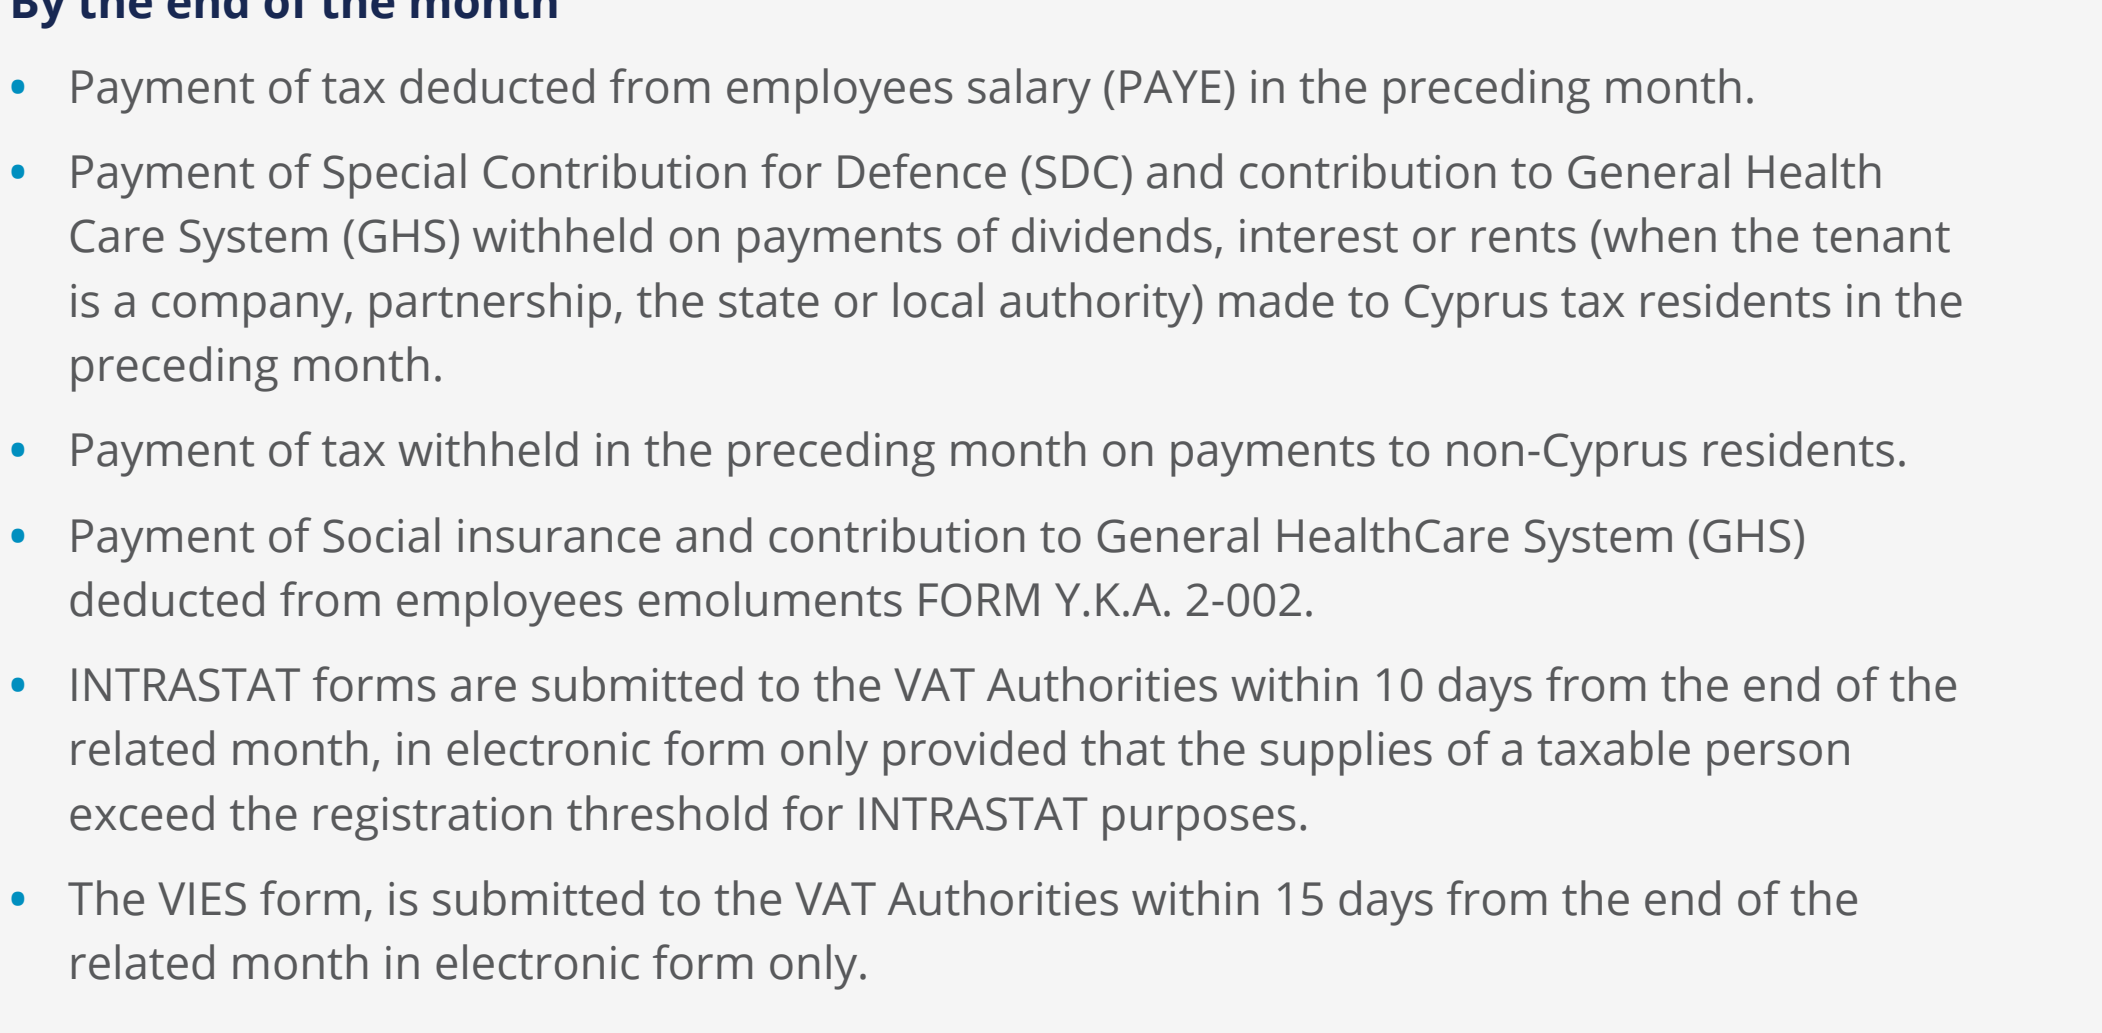 By the end of the month
• Payment of tax deducted from employees salary (PAYE) in the preceding month.
• Payment of Special Contribution for Defence (SDC) and contribution to General Health
Care System (GHS) withheld on payments of dividends, interest or rents (when the tenant
is a company, partnership, the state or local authority) made to Cyprus tax residents in the
preceding month.
• Payment of tax withheld in the preceding month on payments to non-Cyprus residents.
• Payment of Social insurance and contribution to General HealthCare System (GHS)
deducted from employees emoluments FORM Y.K.A. 2-002.
• INTRASTAT forms are submitted to the VAT Authorities within 10 days from the end of the
related month, in electronic form only provided that the supplies of a taxable person
exceed the registration threshold for INTRASTAT purposes.
• The VIES form, is submitted to the VAT Authorities within 15 days from the end of the
related month in electronic form only.